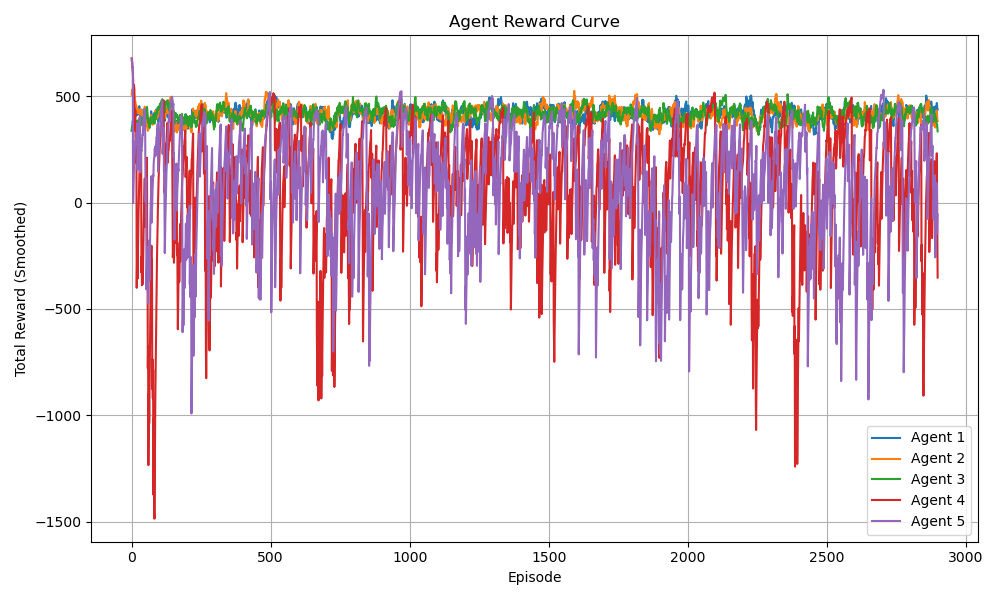 Agent Reward Curve
Total Reward (Smoothed)
500
0
−500
−1000
−1500
0
500
1000
1500
2000
2500
3000
Episode
Agent 1
Agent 2
Agent 3
Agent 4
Agent 5